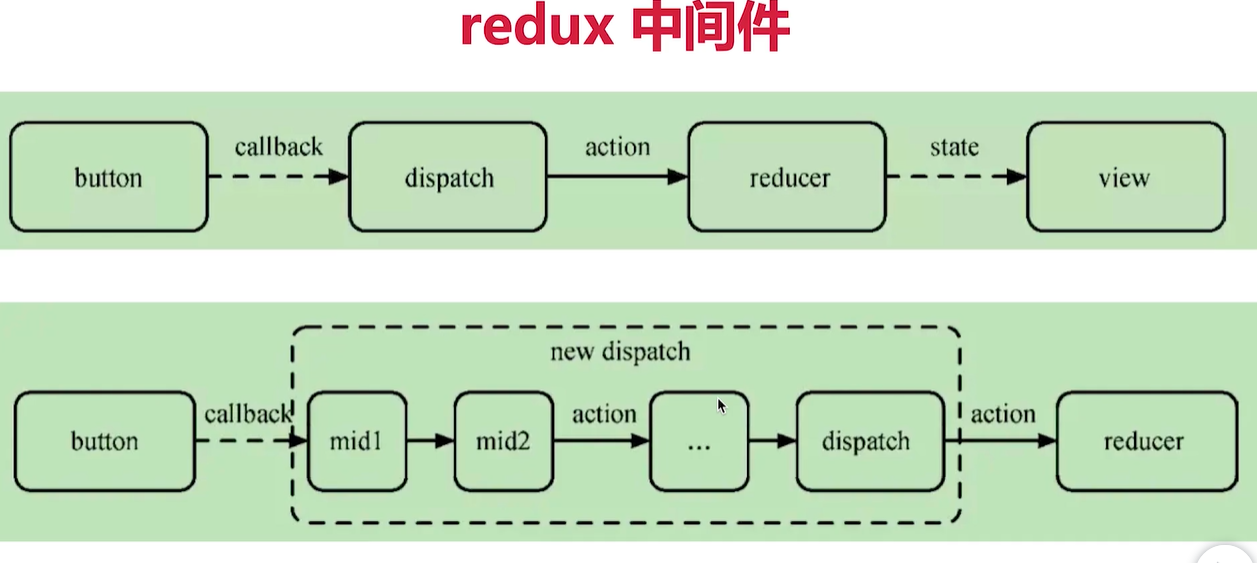 redux 中间件
callback
action
state
button
dispatch
reducer
view
new dispatch
callback
action
action
button
mid1
mid2
...
dispatch
reducer